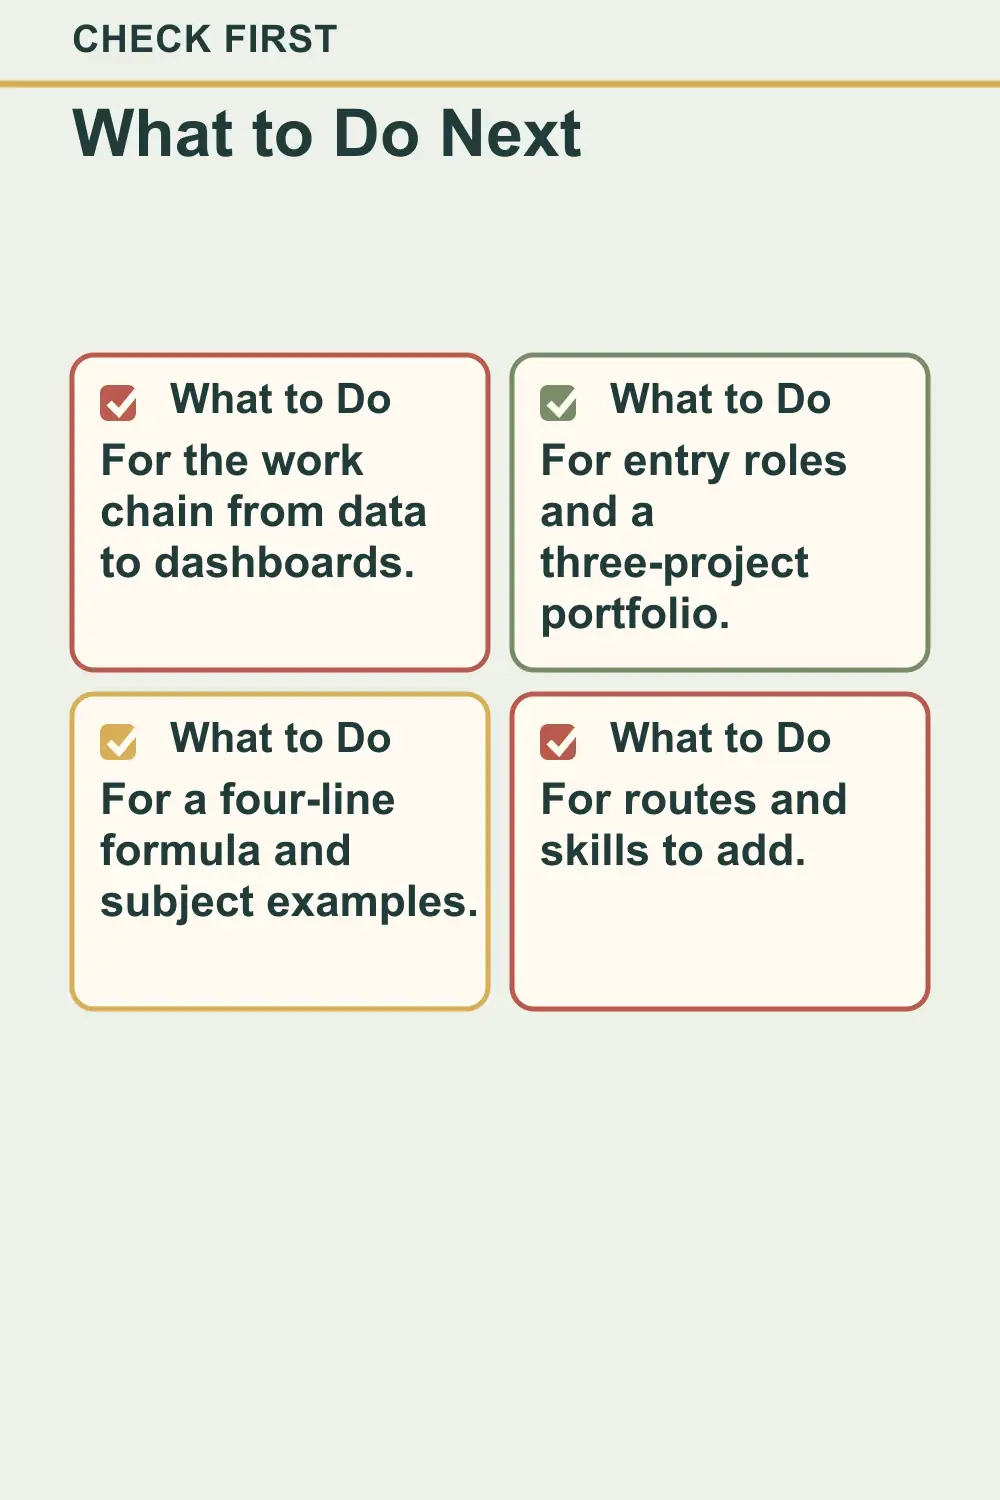 CHECK FIRST
What to Do Next
What to Do
For the work
chain from data
to dashboards.
What to Do
For entry roles
and a
three-project
portfolio.
What to Do
For a four-line
formula and
subject examples.
What to Do
For routes and
skills to add.